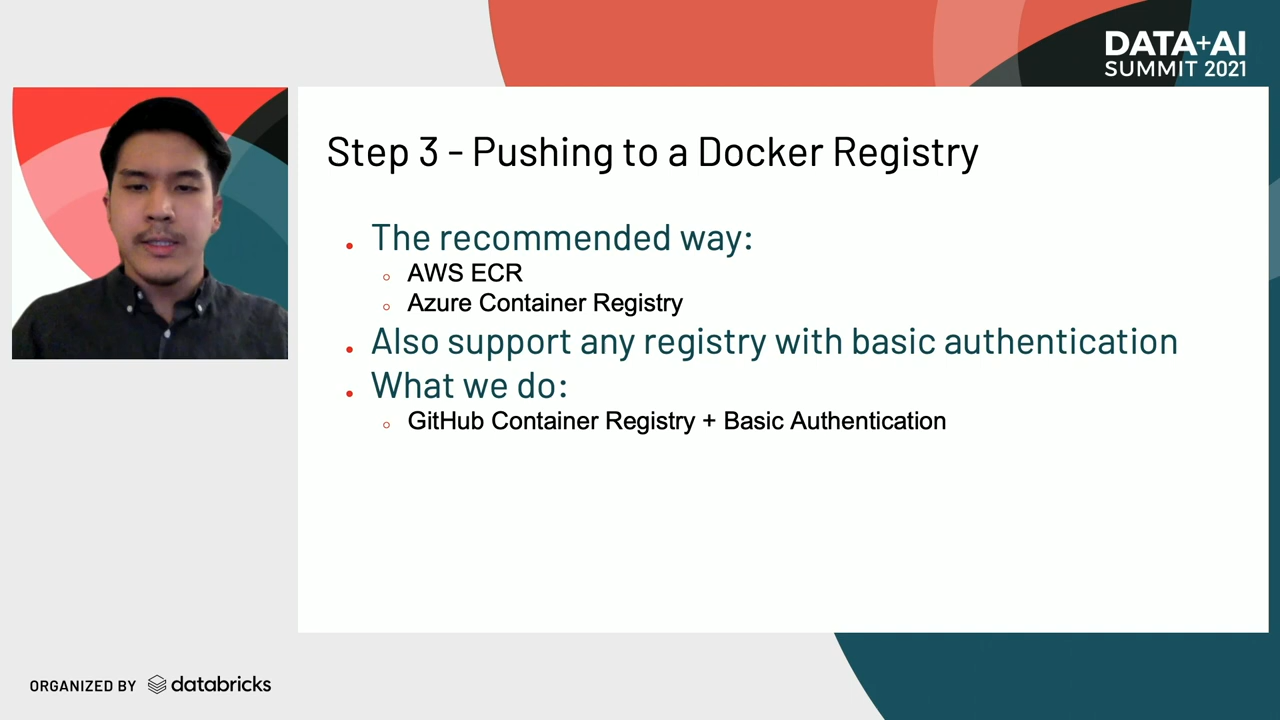 DATA+AI
SUMMIT 2021
Step 3 - Pushing to a Docker Registry
The recommended way:
AWS ECR
Azure Container Registry
Also support any registry with basic authentication
What we do:
GitHub Container Registry + Basic Authentication
ORGANIZED BY databricks